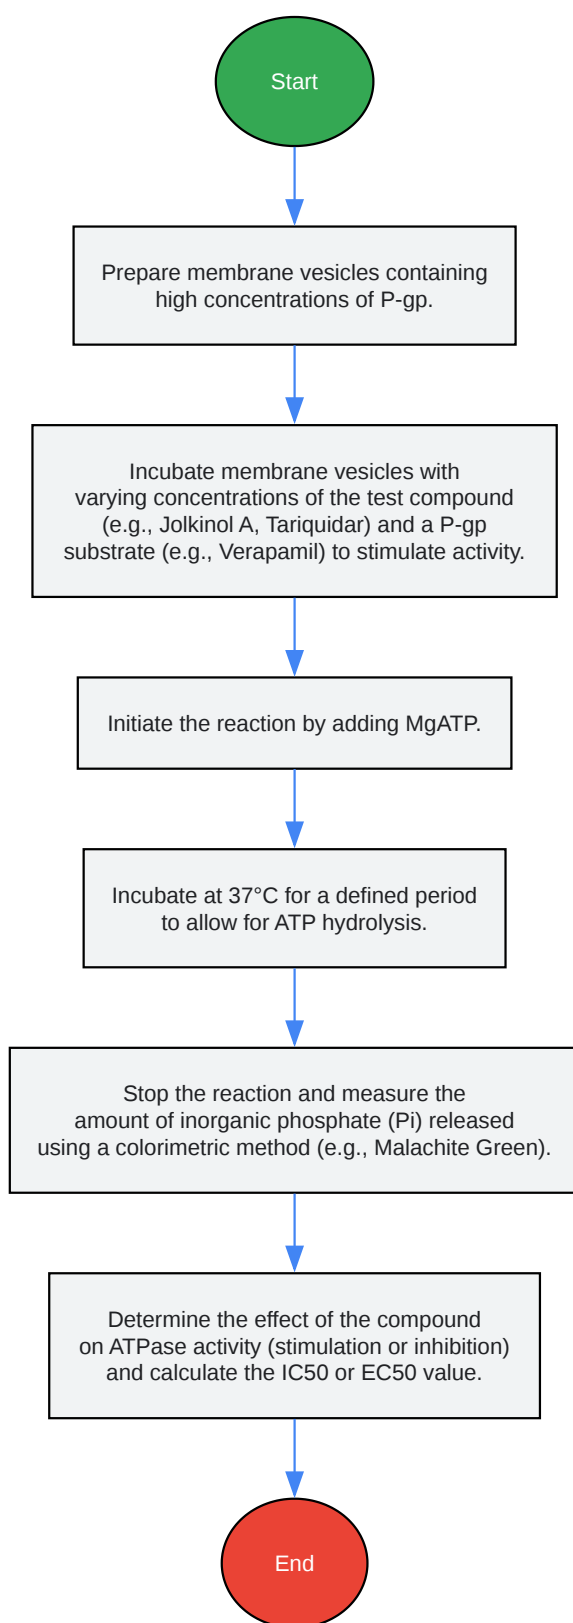 Start
Prepare membrane vesicles containing
high concentrations of P-gp.
Incubate membrane vesicles with
varying concentrations of the test compound
(e.g., Jolkinol A, Tariquidar) and a P-gp
substrate (e.g., Verapamil) to stimulate activity.
Initiate the reaction by adding MgATP.
Incubate at 37°C for a defined period
to allow for ATP hydrolysis.
Stop the reaction and measure the
amount of inorganic phosphate (Pi) released
using a colorimetric method (e.g., Malachite Green).
Determine the effect of the compound
on ATPase activity (stimulation or inhibition)
and calculate the IC50 or EC50 value.
End